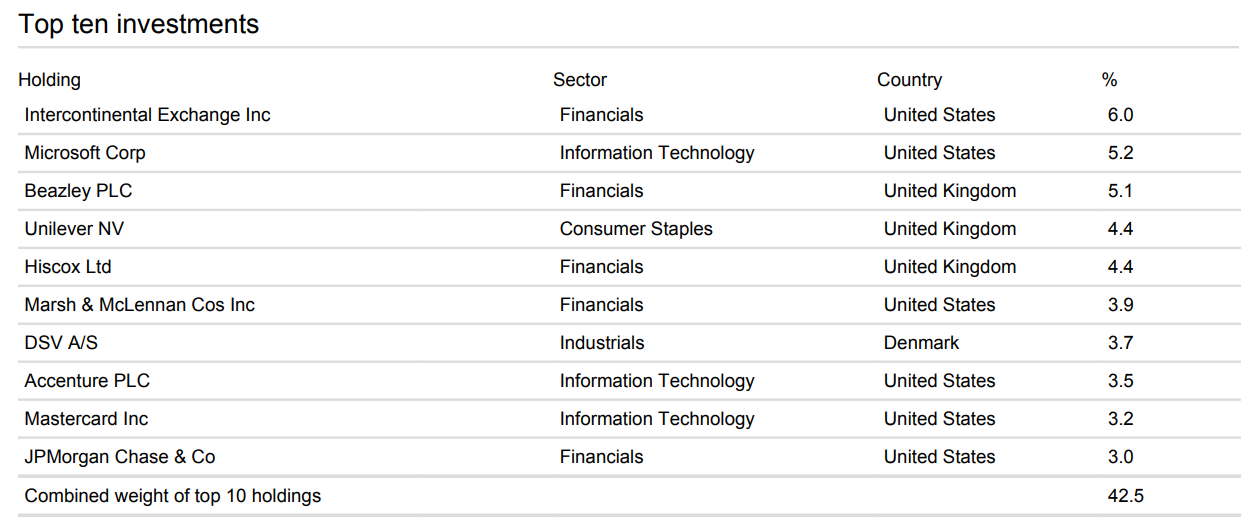 Top ten investments
Holding Sector Country %
Intercontinental Exchange Inc Financials United States 6.0
Microsoft Corp Information Technology United States 5.2
Beazley PLC Financials United Kingdom 5.1
Unilever NV Consumer Staples United Kingdom 4.4
Hiscox Ltd Financials United Kingdom 4.4
Marsh & McLennan Cos Inc Financials United States 3.9
DSV A/S Industrials Denmark 3.7
Accenture PLC Information Technology United States 3.5
Mastercard Inc Information Technology United States 3.2
JPMorgan Chase & Co Financials United States 3.0
Combined weight of top 10 holdings 42.5